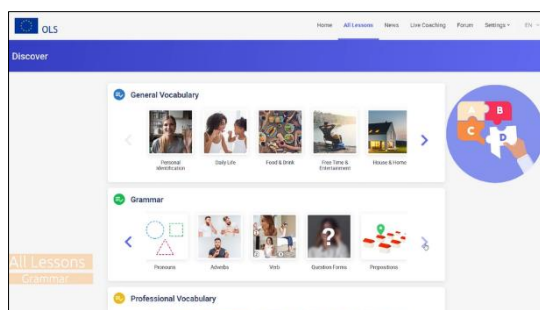 OLS
Home All Lessons News Live Coaching Forum Settings EN
Discover
General Vocabulary
Personal Identification
Daily Life
Food & Drink
Free Time & Entertainment
House & Home
A B
C D
Grammar
?
Pronouns
Adverbs
Verb
Question Forms
Prepositions
All Lessons
Grammar
Professional Vocabulary